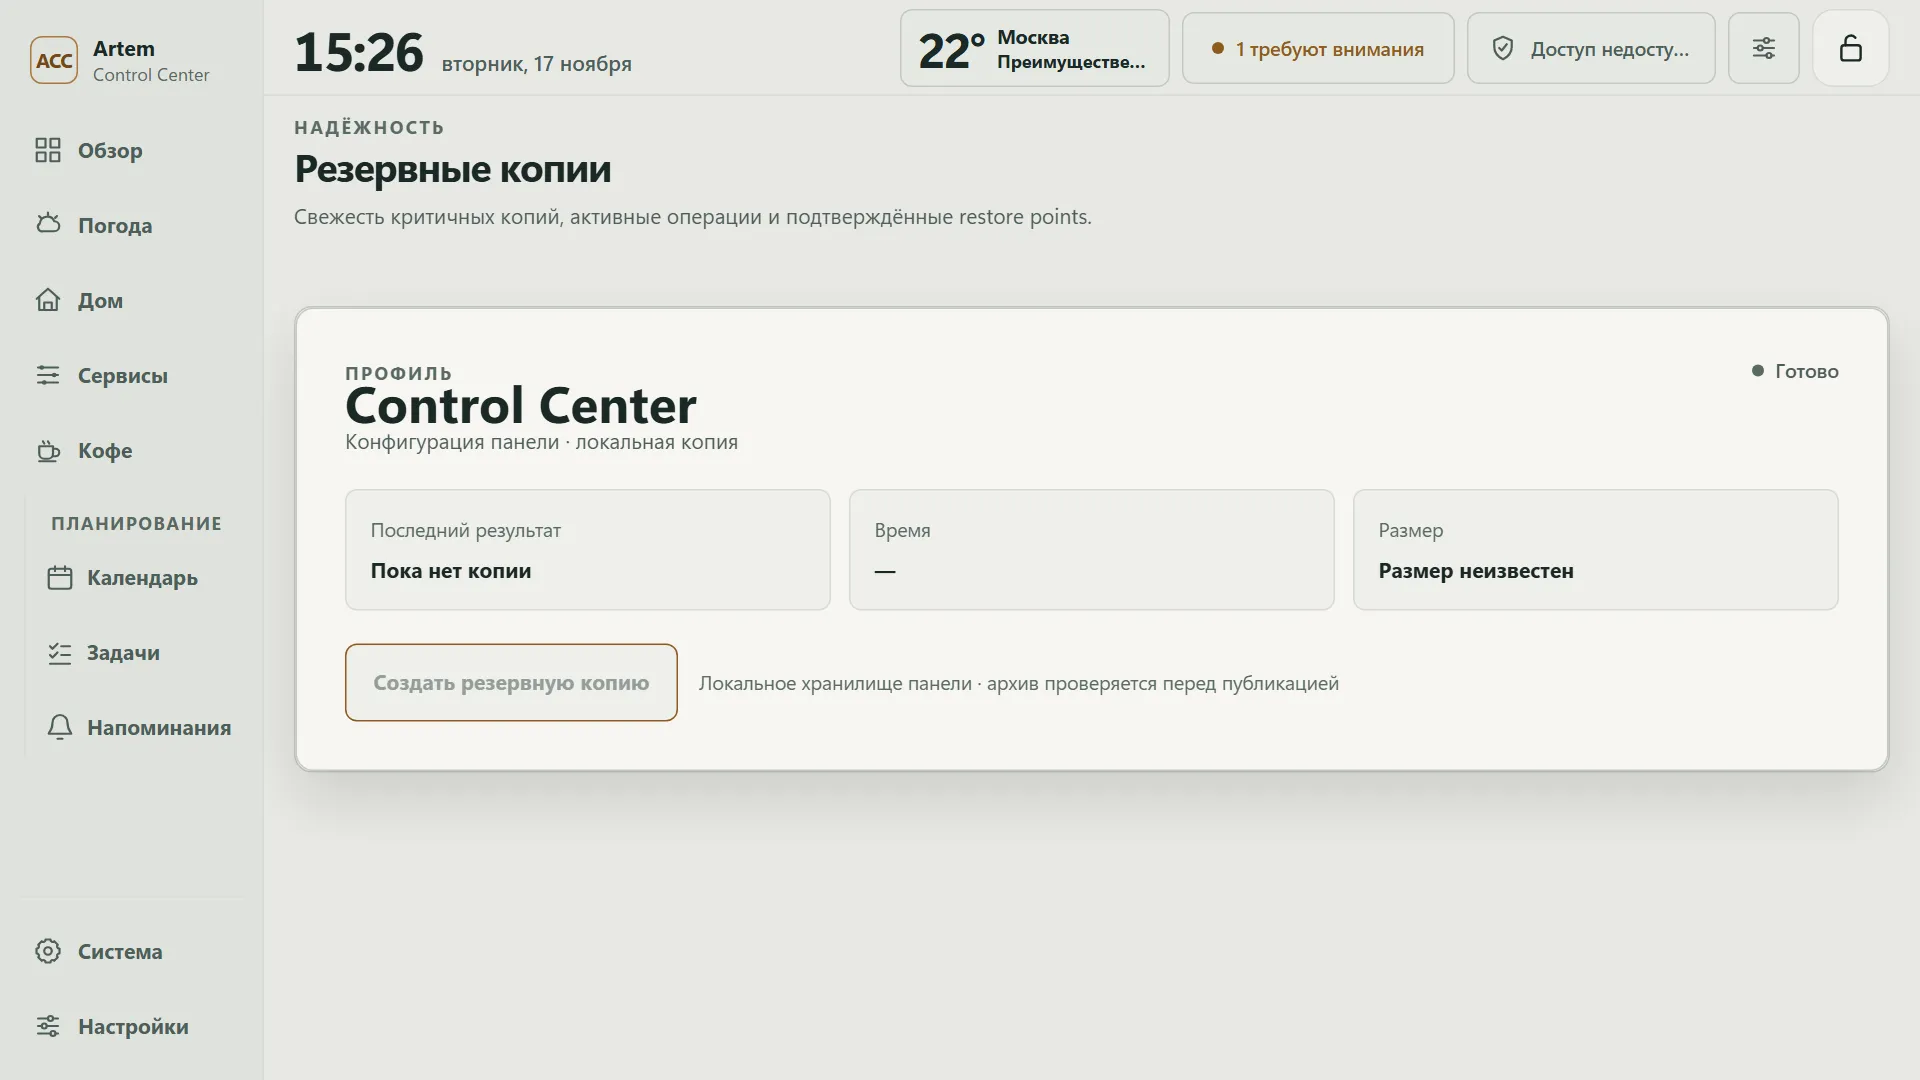 ACC
Artem
Control Center
Обзор
Погода
Дом
Сервисы
Кофе
ПЛАНИРОВАНИЕ
Календарь
Задачи
Напоминания
Система
Настройки
15:26 вторник, 17 ноября
22° Москва
Преимуществе...
1 требуют внимания
Доступ недосту...
НАДЁЖНОСТЬ
Резервные копии
Свежесть критичных копий, активные операции и подтверждённые restore points.
ПРОФИЛЬ
Control Center
Конфигурация панели · локальная копия
Готово
Последний результат
Пока нет копии
Время
—
Размер
Размер неизвестен
Создать резервную копию
Локальное хранилище панели · архив проверяется перед публикацией